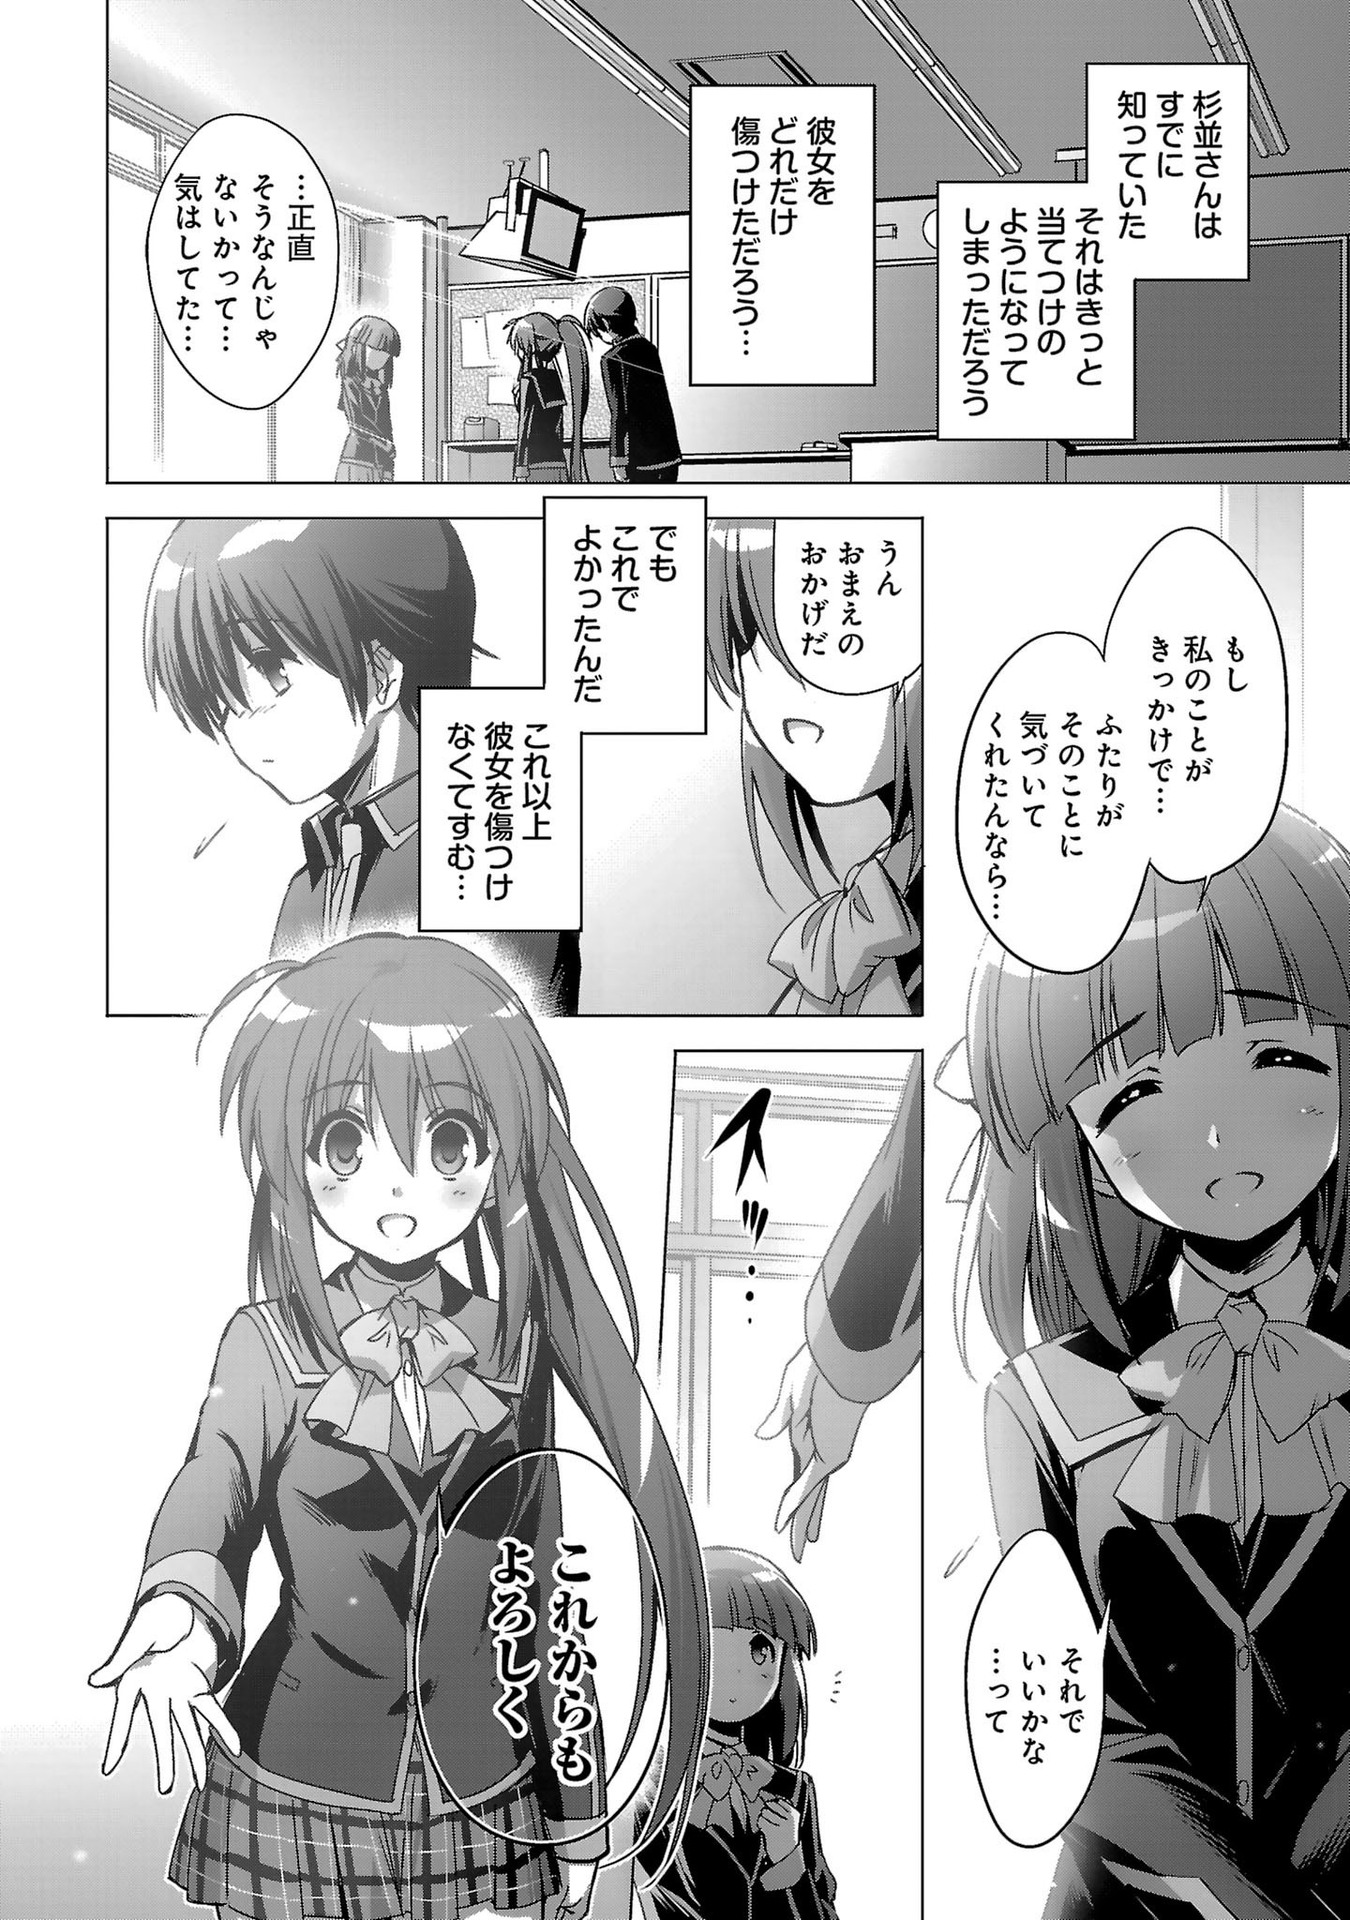 杉並さんは
すでに
知っていた
それはきっと
当てつけの
ようになって
しまっただろう
彼女を
どれだけ
傷つけただろう…
…正直
そうなんじゃ
ないかって…
気はしてた…
もし
私のことが
きっかけで…
ふたりが
そのことに
気づいて
くれたんなら…
それで
いいかな
…って
うん
おまえの
おかげだ
でも
これで
よかったんだ
これ以上
彼女を傷つけ
なくてすむ…
スッ…
これからも
よろしく